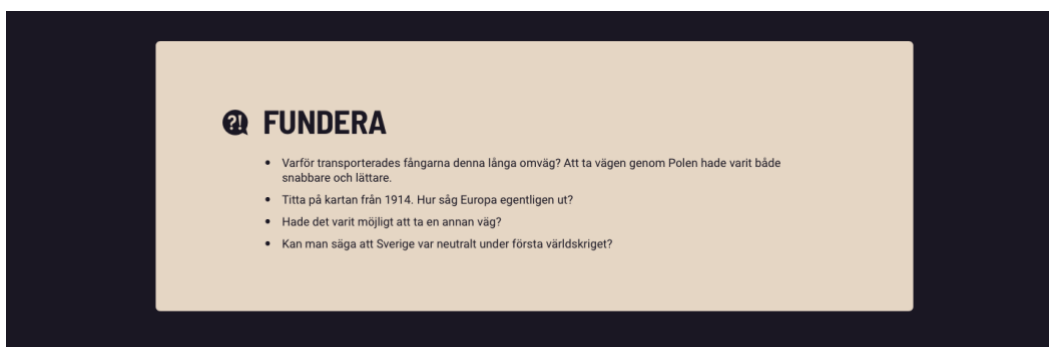 ?!
FUNDERA
• Varför transporterades fångarna denna långa omväg? Att ta vägen genom Polen hade varit både
snabbare och lättare.
• Titta på kartan från 1914. Hur såg Europa egentligen ut?
• Hade det varit möjligt att ta en annan väg?
• Kan man säga att Sverige var neutralt under första världskriget?